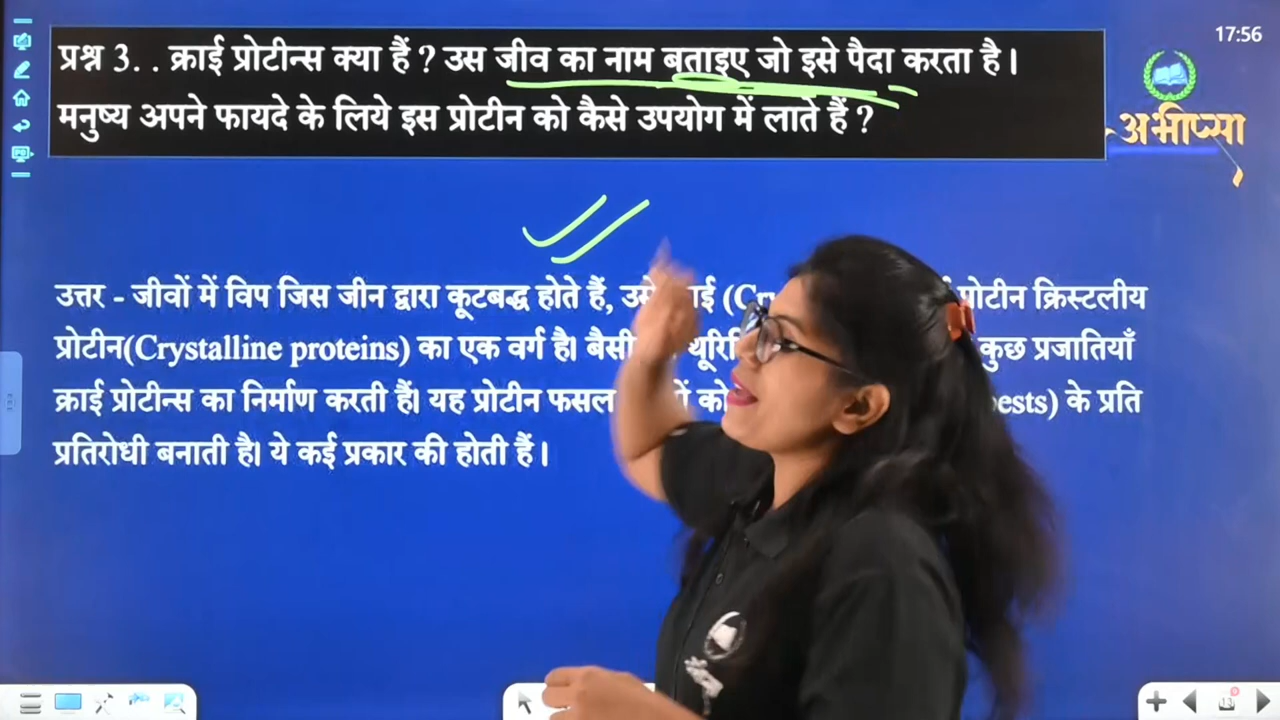 17:56
प्रश्न 3. . क्राई प्रोटीन्स क्या हैं ? उस जीव का नाम बताइए जो इसे पैदा करता है ।
मनुष्य अपने फायदे के लिये इस प्रोटीन को कैसे उपयोग में लाते हैं ?
अभीप्सा
उत्तर - जीवों में विष जिस जीन द्वारा कूटबद्ध होते हैं, प्रोटीन क्रिस्टलीय
प्रोटीन(Crystalline proteins) का एक वर्ग है। कुछ प्रजातियाँ
क्राई प्रोटीन्स का निर्माण करती हैं। यह प्रोटीन फसल को के प्रति
प्रतिरोधी बनाती है। ये कई प्रकार की होती हैं ।